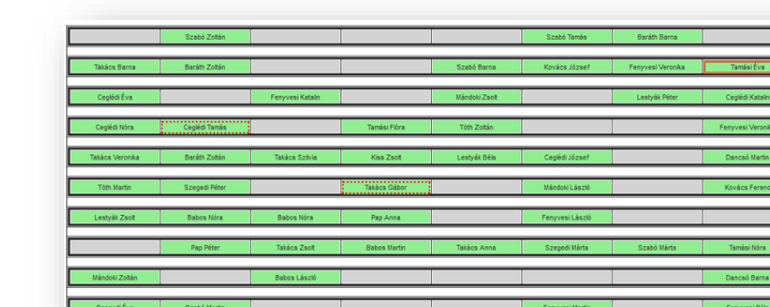 Szabó Zoltán Szabó Tamás Baráth Barna
Takács Barna Baráth Zoltán Szabó Barna Kovács József Fenyvesi Veronika Tamási Éva
Ceglédi Éva Fenyvesi Katalin Mándoki Zsolt Lestyák Péter Ceglédi Katalin
Ceglédi Nóra Ceglédi Tamás Tamási Flóra Tóth Zoltán Fenyvesi Veroni
Takács Veronika Baráth Zoltán Takács Szilvia Kiss Zsolt Lestyák Béla Ceglédi József Dancsó Martin
Tóth Martin Szegedi Péter Takács Gábor Mándoki László Kovács Ferenc
Lestyák Zsolt Babos Nóra Babos Nóra Pap Anna Fenyvesi László
Pap Péter Takács Zsolt Babos Martin Takács Anna Szegedi Márta Szabó Márta Tamási Nóra
Mándoki Zoltán Babos László Dancsó Barna